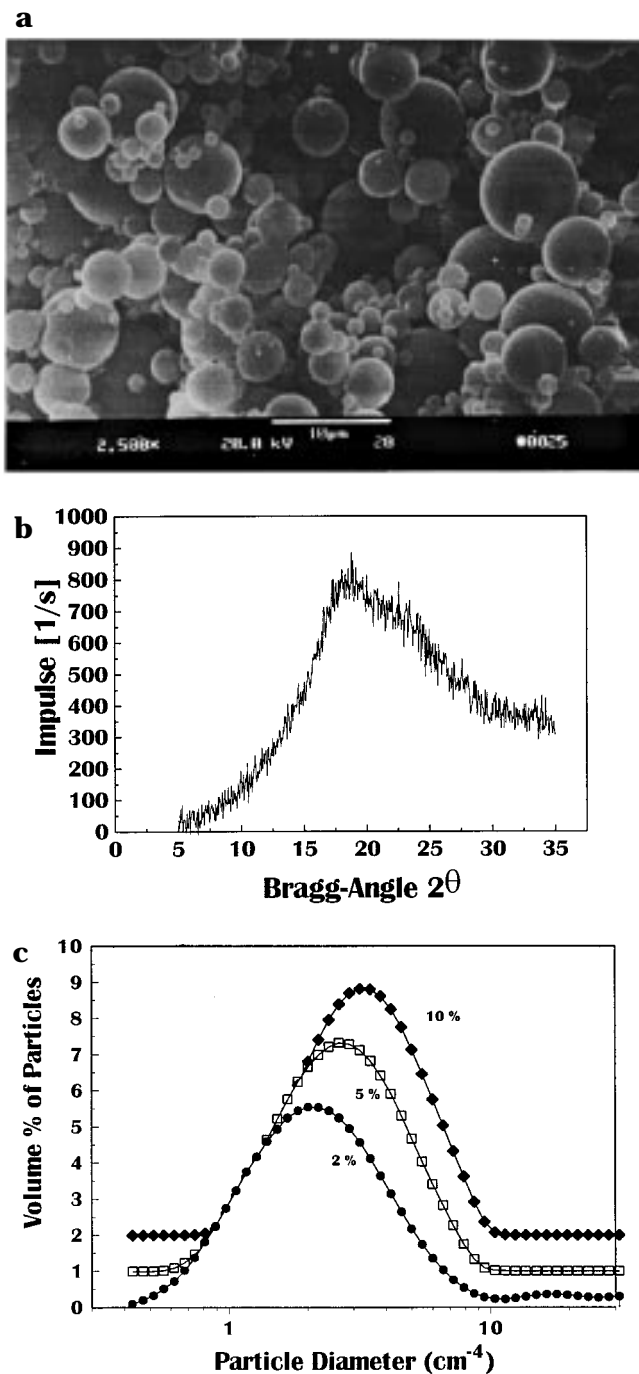 a
2.500× 20.0 kV 10µm 20 #0025
b
1000
900
800
700
600
500
400
300
200
100
0
Impulse [1/s]
0 5 10 15 20 25 30 35
Bragg-Angle 2θ
c
10
9
8
7
6
5
4
3
2
1
0
Volume % of Particles
10 %
5 %
2 %
1 10
Particle Diameter (cm⁻⁴)